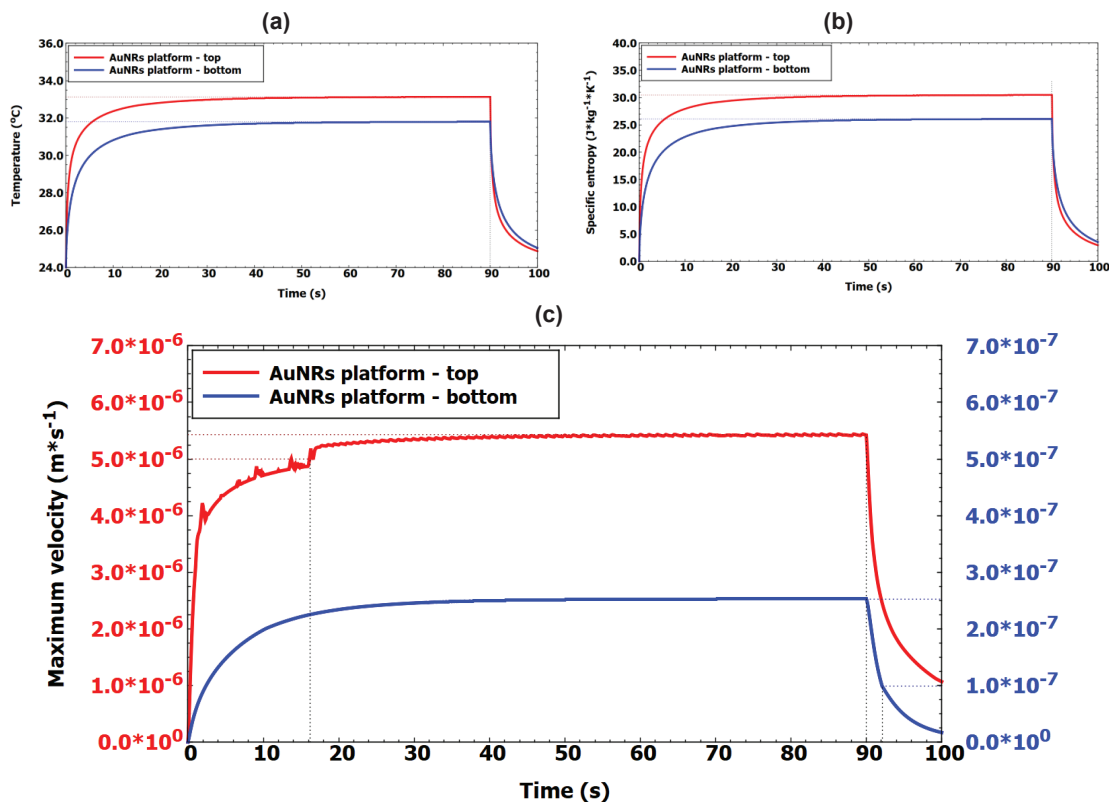 (a)
AuNRs platform - top
AuNRs platform - bottom
Temperature (°C)
36.0
34.0
32.0
30.0
28.0
26.0
24.0
0 10 20 30 40 50 60 70 80 90 100
Time (s)
(b)
AuNRs platform - top
AuNRs platform - bottom
Specific entropy (J*kg⁻¹*K⁻¹)
40.0
35.0
30.0
25.0
20.0
15.0
10.0
5.0
0.0
0 10 20 30 40 50 60 70 80 90 100
Time (s)
(c)
AuNRs platform - top
AuNRs platform - bottom
Maximum velocity (m*s⁻¹)
7.0*10⁻⁶
6.0*10⁻⁶
5.0*10⁻⁶
4.0*10⁻⁶
3.0*10⁻⁶
2.0*10⁻⁶
1.0*10⁻⁶
0.0*10⁰
7.0*10⁻⁷
6.0*10⁻⁷
5.0*10⁻⁷
4.0*10⁻⁷
3.0*10⁻⁷
2.0*10⁻⁷
1.0*10⁻⁷
0.0*10⁰
0 10 20 30 40 50 60 70 80 90 100
Time (s)